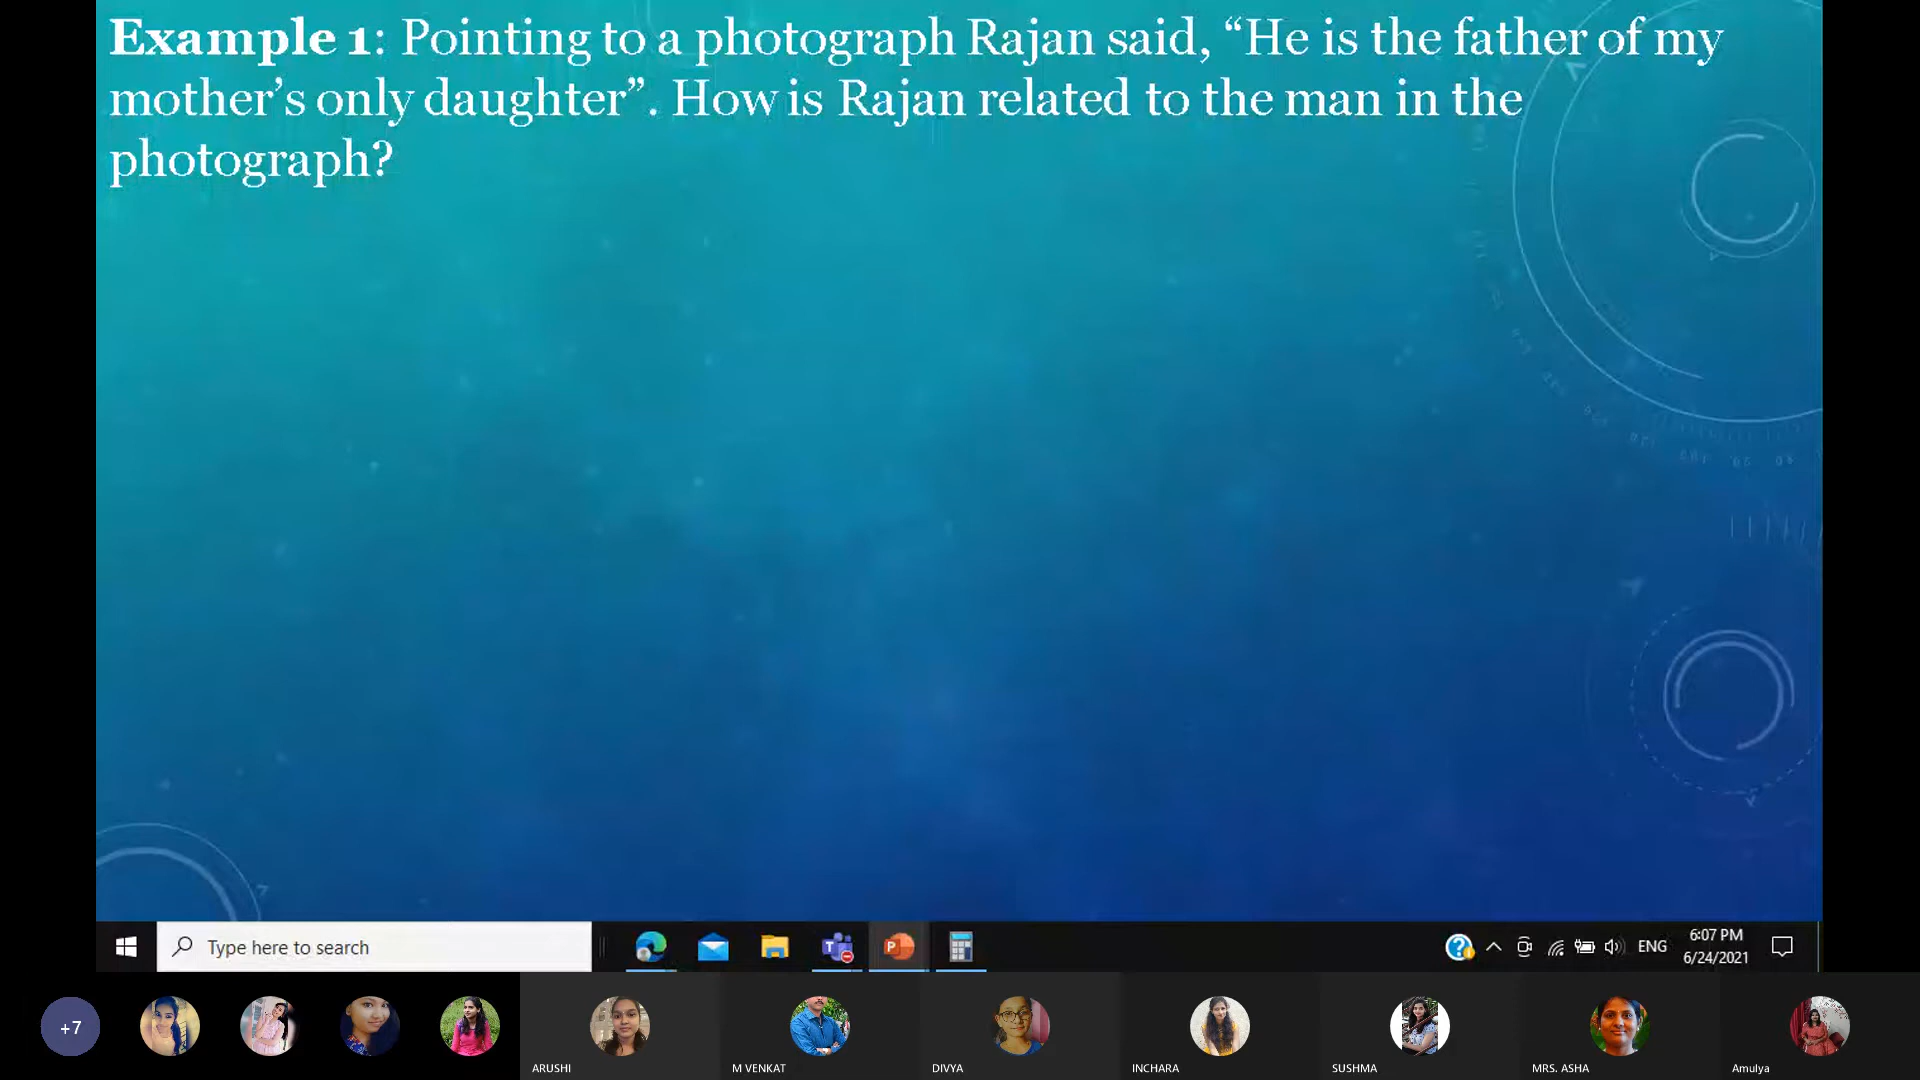 Example 1: Pointing to a photograph Rajan said, “He is the father of my
mother’s only daughter”. How is Rajan related to the man in the
photograph?
Type here to search
ENG
6:07 PM
6/24/2021
+7
ARUSHI
M VENKAT
DIVYA
INCHARA
SUSHMA
MRS. ASHA
Amulya